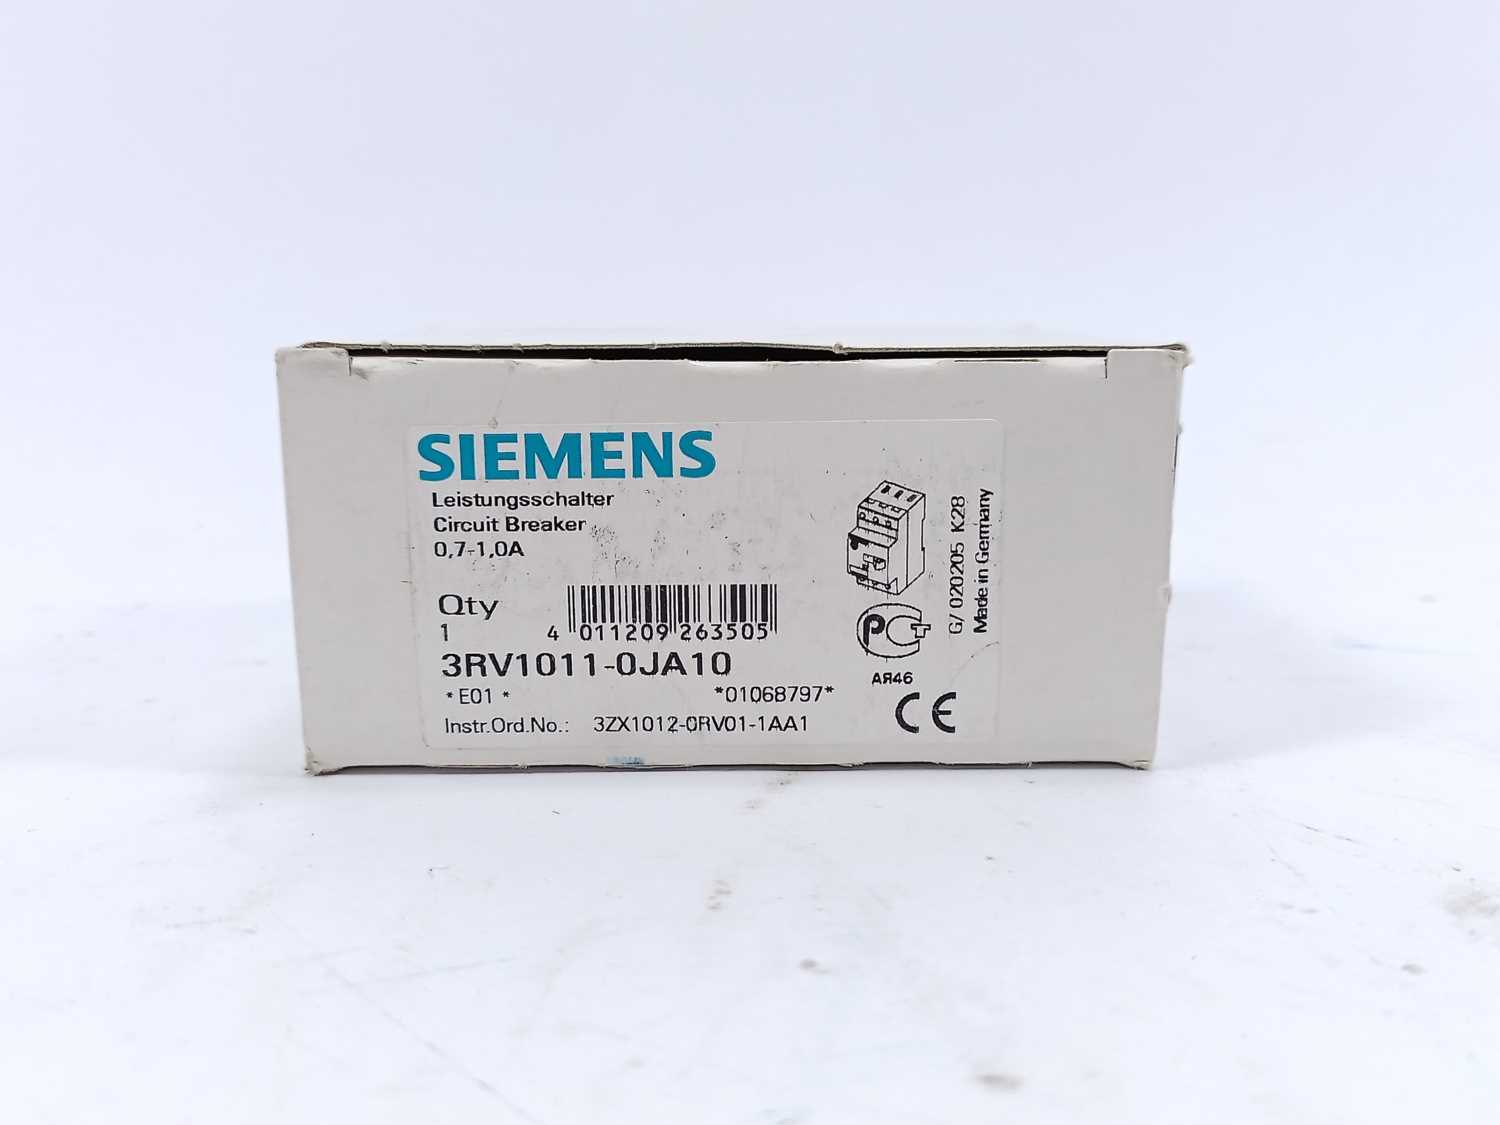 SIEMENS
Leistungsschalter
Circuit Breaker
0,7-1,0A
Qty
1
4 011209 263505
3RV1011-0JA10
*E01* *01068797*
Instr.Ord.No.: 3ZX1012-0RV01-1AA1
G/020205 K28
Made in Germany
PCT
АЯ46
CE